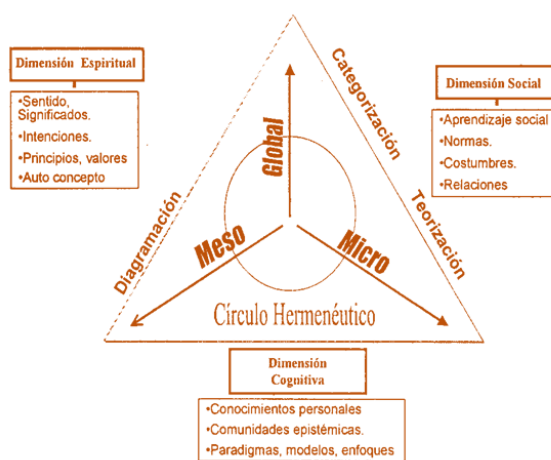 Dimensión Espiritual
•Sentido,
Significados.
•Intenciones.
•Principios, valores
•Auto concepto
Categorización
Dimensión Social
•Aprendizaje social
•Normas.
•Costumbres.
•Relaciones
Diagramación
Global
Meso
Micro
Teorización
Círculo Hermenéutico
Dimensión
Cognitiva
•Conocimientos personales
•Comunidades epistémicas.
•Paradigmas, modelos, enfoques